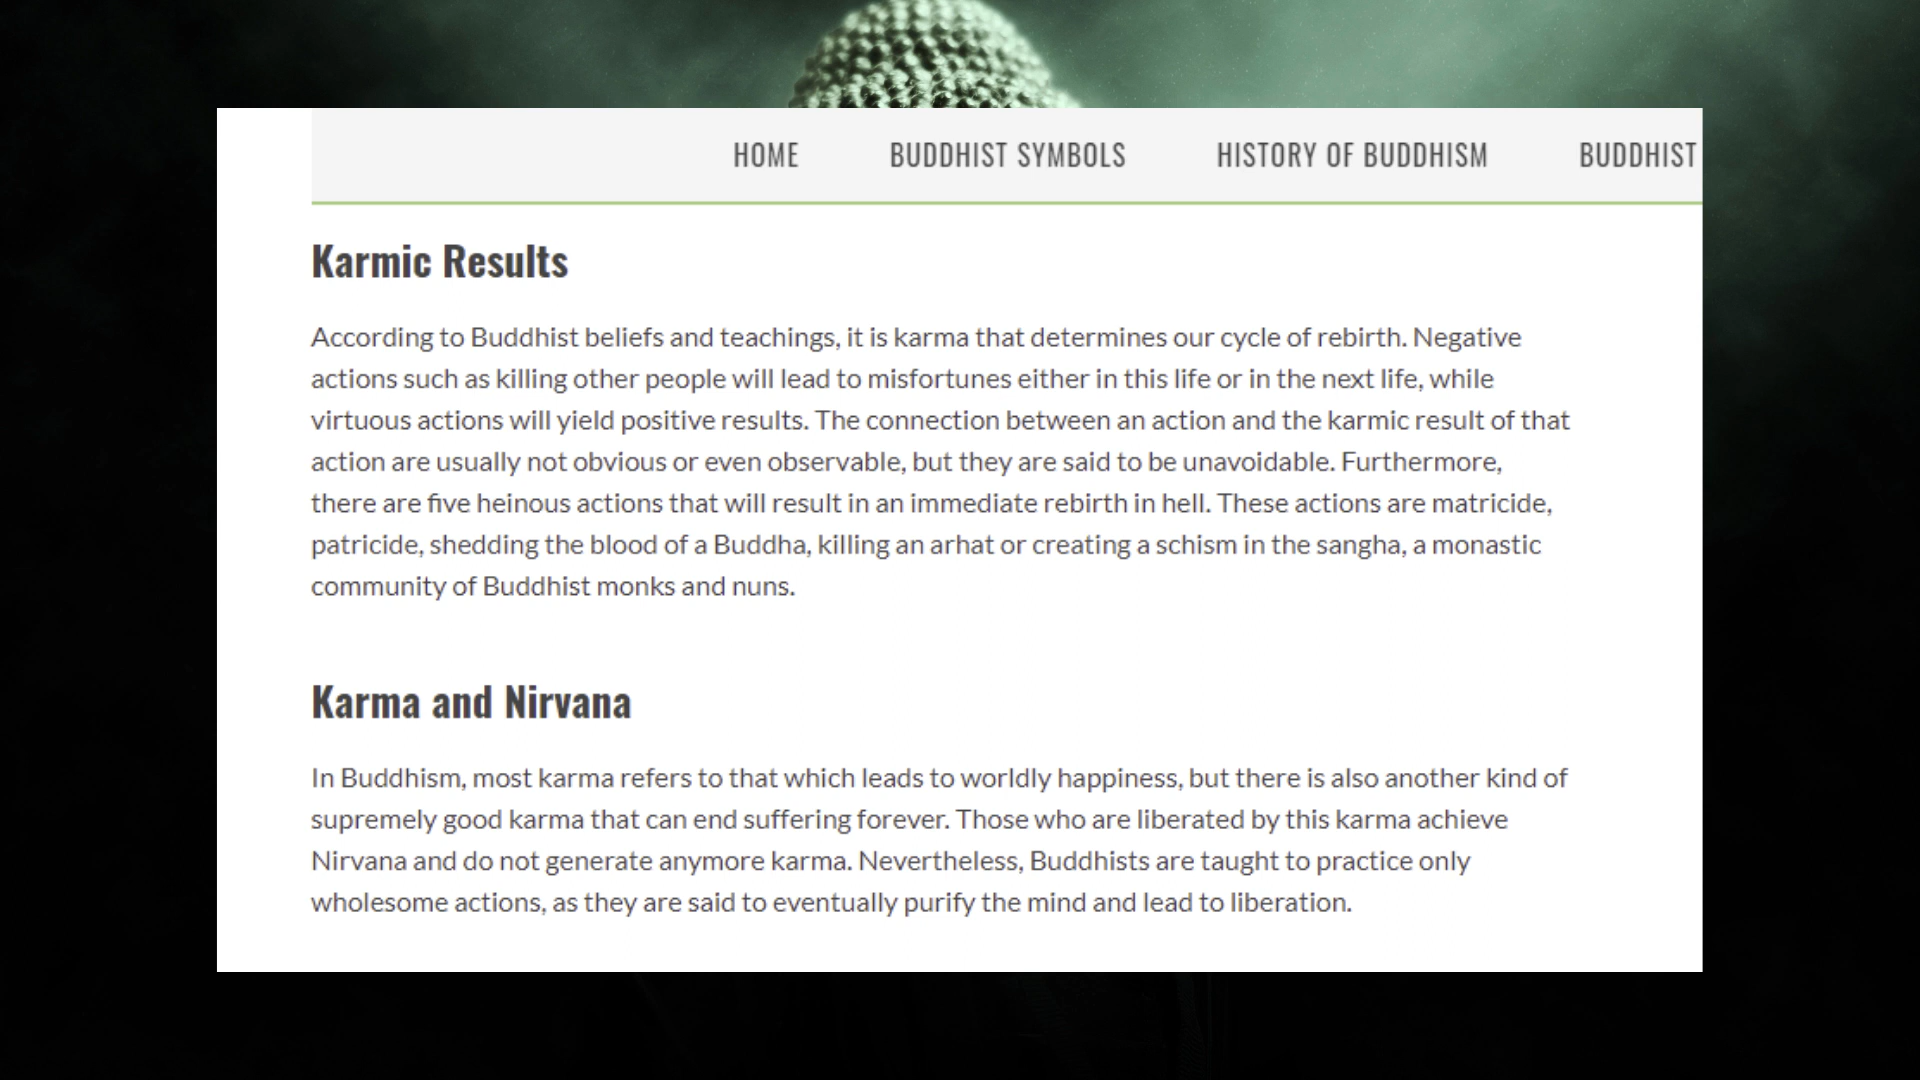 HOME BUDDHIST SYMBOLS HISTORY OF BUDDHISM BUDDHIST
Karmic Results
According to Buddhist beliefs and teachings, it is karma that determines our cycle of rebirth. Negative
actions such as killing other people will lead to misfortunes either in this life or in the next life, while
virtuous actions will yield positive results. The connection between an action and the karmic result of that
action are usually not obvious or even observable, but they are said to be unavoidable. Furthermore,
there are five heinous actions that will result in an immediate rebirth in hell. These actions are matricide,
patricide, shedding the blood of a Buddha, killing an arhat or creating a schism in the sangha, a monastic
community of Buddhist monks and nuns.
Karma and Nirvana
In Buddhism, most karma refers to that which leads to worldly happiness, but there is also another kind of
supremely good karma that can end suffering forever. Those who are liberated by this karma achieve
Nirvana and do not generate anymore karma. Nevertheless, Buddhists are taught to practice only
wholesome actions, as they are said to eventually purify the mind and lead to liberation.